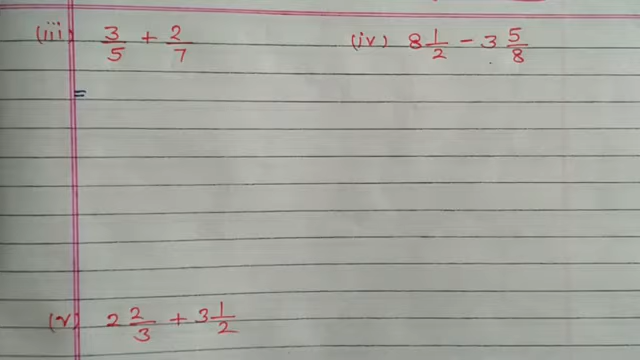 (iii) 3/5 + 2/7
(iv) 8 1/2 - 3 5/8
=
(v) 2 2/3 + 3 1/2